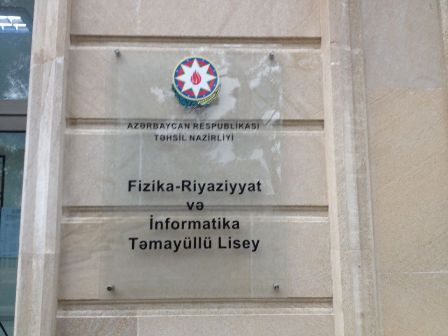 AZƏRBAYCAN RESPUBLİKASI
TƏHSİL NAZİRLİYİ
Fizika-Riyaziyyat
və
İnformatika
Təmayüllü Lisey